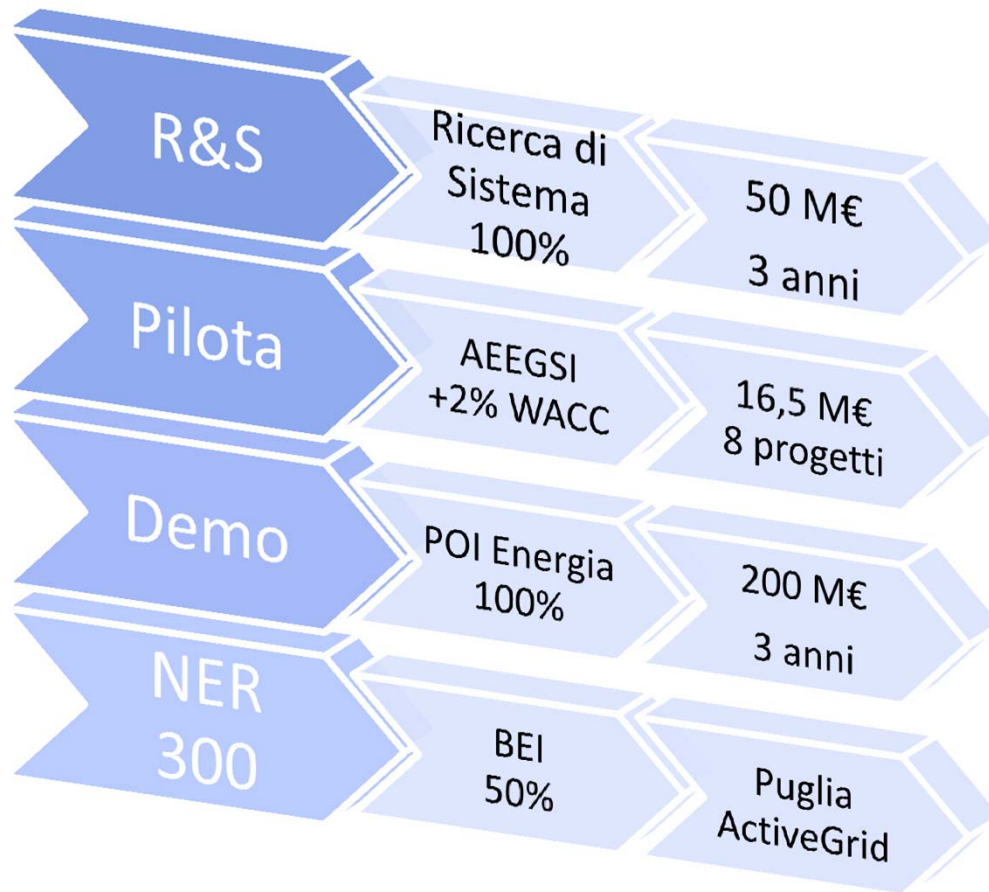 R&S
Ricerca di
Sistema
100%
50 M€
3 anni
Pilota
AEEGSI
+2% WACC
16,5 M€
8 progetti
Demo
POI Energia
100%
200 M€
3 anni
NER
300
BEI
50%
Puglia
ActiveGrid